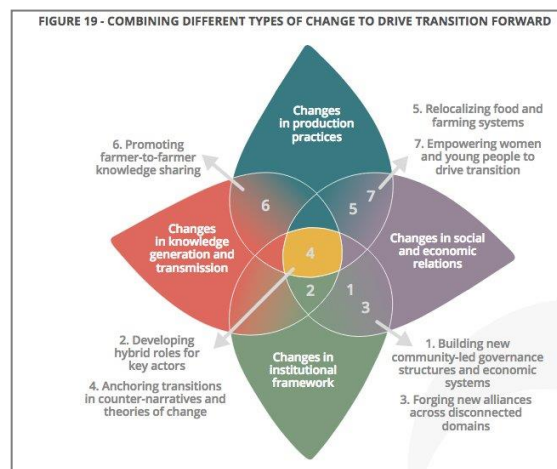 FIGURE 19 - COMBINING DIFFERENT TYPES OF CHANGE TO DRIVE TRANSITION FORWARD
Changes
in production
practices
5. Relocalizing food and
farming systems
7. Empowering women
and young people to
drive transition
6. Promoting
farmer-to-farmer
knowledge sharing
6
5
7
Changes
in knowledge
generation and
transmission
4
Changes in social
and economic
relations
2
1
3
2. Developing
hybrid roles for
key actors
4. Anchoring transitions
in counter-narratives and
theories of change
Changes in
institutional
framework
1. Building new
community-led governance
structures and economic
systems
3. Forging new alliances
across disconnected
domains